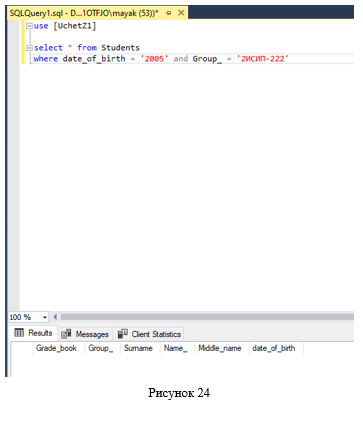 SQLQuery1.sql - D...1OTFJO\mayak (53))* ×
use [UchetZ1]
select * from Students
where date_of_birth = '2005' and Group_ = '2ИСИП-222'
100 %
Results Messages Client Statistics
Grade_book Group_ Surname Name_ Middle_name date_of_birth
Рисунок 24